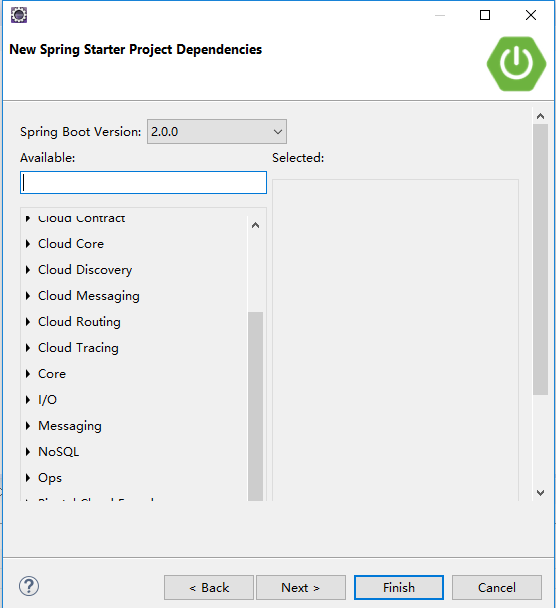 New Spring Starter Project Dependencies
Spring Boot Version: 2.0.0
Available: Selected:
Cloud Contract
Cloud Core
Cloud Discovery
Cloud Messaging
Cloud Routing
Cloud Tracing
Core
I/O
Messaging
NoSQL
Ops
? < Back Next > Finish Cancel